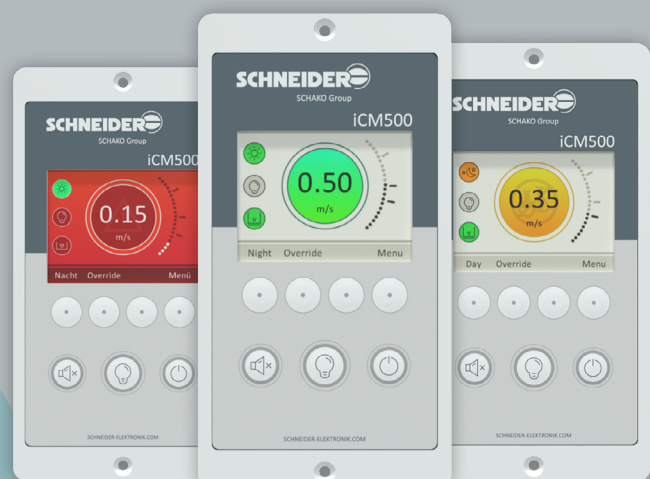 SCHNEIDER
SCHAKO Group
iCM500
0.15
m/s
Nacht Override Menü
SCHNEIDER-ELEKTRONIK.COM
SCHNEIDER
SCHAKO Group
iCM500
0.50
m/s
Night Override Menu
SCHNEIDER-ELEKTRONIK.COM
SCHNEIDER
SCHAKO Group
iCM500
0.35
m/s
Day Override Menu
SCHNEIDER-ELEKTRONIK.COM